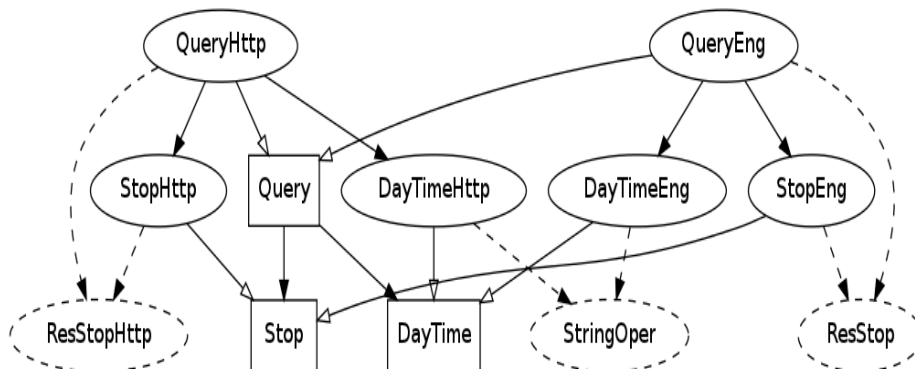 QueryHttp QueryEng
StopHttp Query DayTimeHttp DayTimeEng StopEng
ResStopHttp Stop DayTime StringOper ResStop